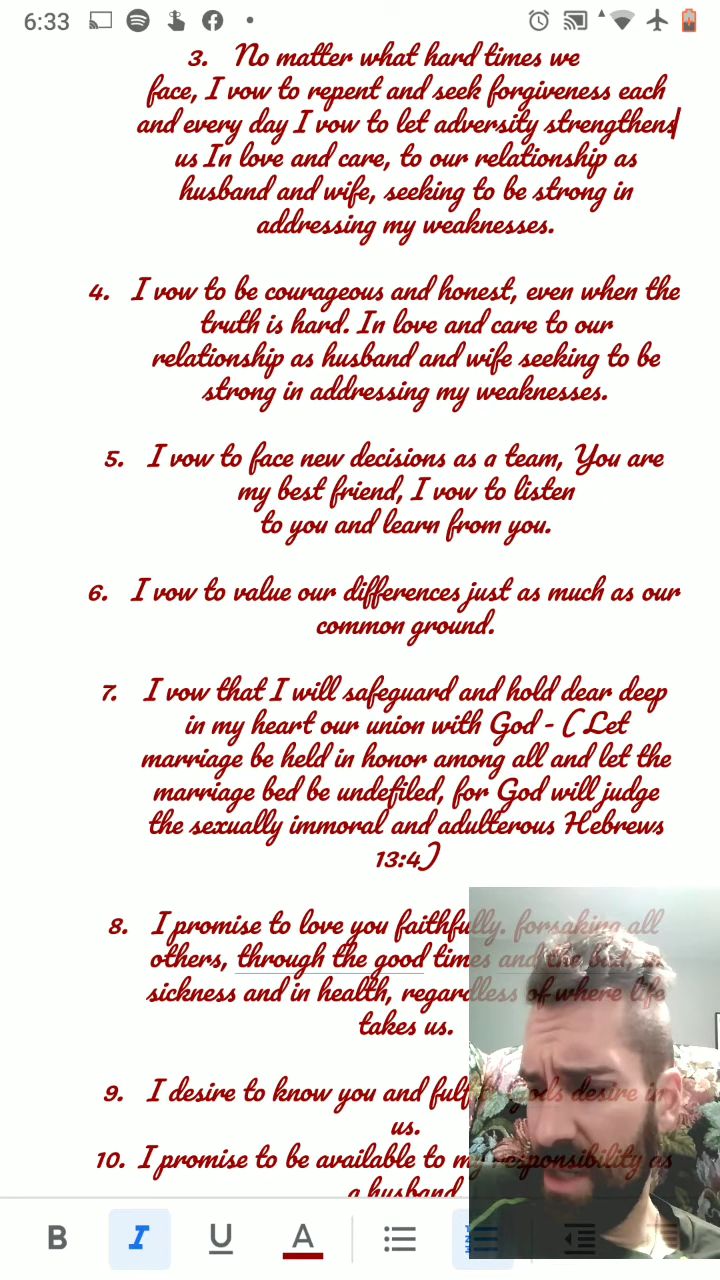 6:33
3. No matter what hard times we
face, I vow to repent and seek forgiveness each
and every day I vow to let adversity strengthens
us In love and care, to our relationship as
husband and wife, seeking to be strong in
addressing my weaknesses.
4. I vow to be courageous and honest, even when the
truth is hard. In love and care to our
relationship as husband and wife seeking to be
strong in addressing my weaknesses.
5. I vow to face new decisions as a team, You are
my best friend, I vow to listen
to you and learn from you.
6. I vow to value our differences just as much as our
common ground.
7. I vow that I will safeguard and hold dear deep
in my heart our union with God - ( Let
marriage be held in honor among all and let the
marriage bed be undefiled, for God will judge
the sexually immoral and adulterous Hebrews
13:4)
8. I promise to love you faithfully. forsaking all
others, through the good times and the bad,
sickness and in health, regardless of where life
takes us.
9. I desire to know you and gods desire in
us.
10. I promise to be available to my responsibility as
a husband
B I U A